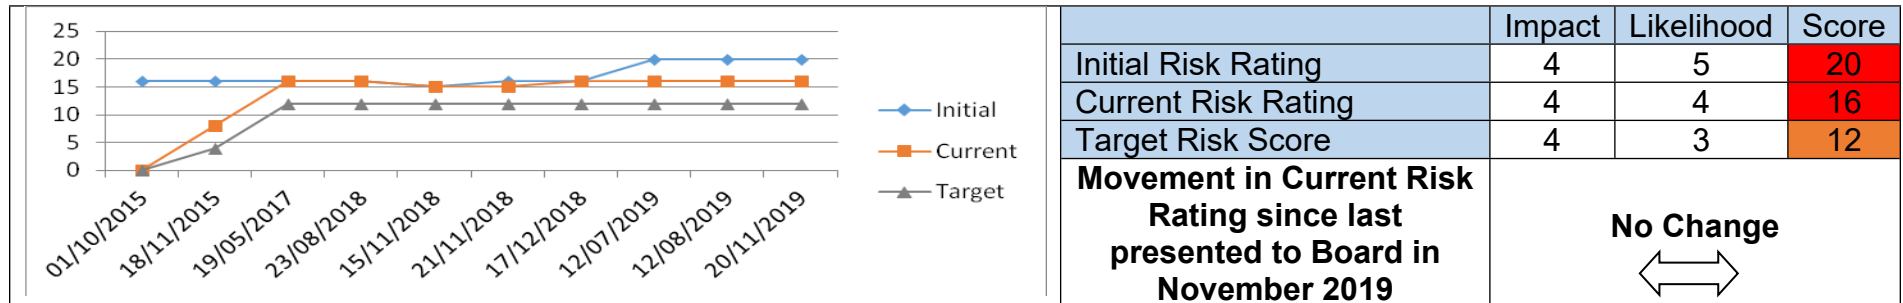 25
20
15
10
5
0
01/10/2015
18/11/2015
19/05/2017
23/08/2018
15/11/2018
21/11/2018
17/12/2018
12/07/2019
12/08/2019
20/11/2019
Initial
Current
Target
Impact Likelihood Score
Initial Risk Rating 4 5 20
Current Risk Rating 4 4 16
Target Risk Score 4 3 12
Movement in Current Risk
Rating since last
presented to Board in
November 2019
No Change